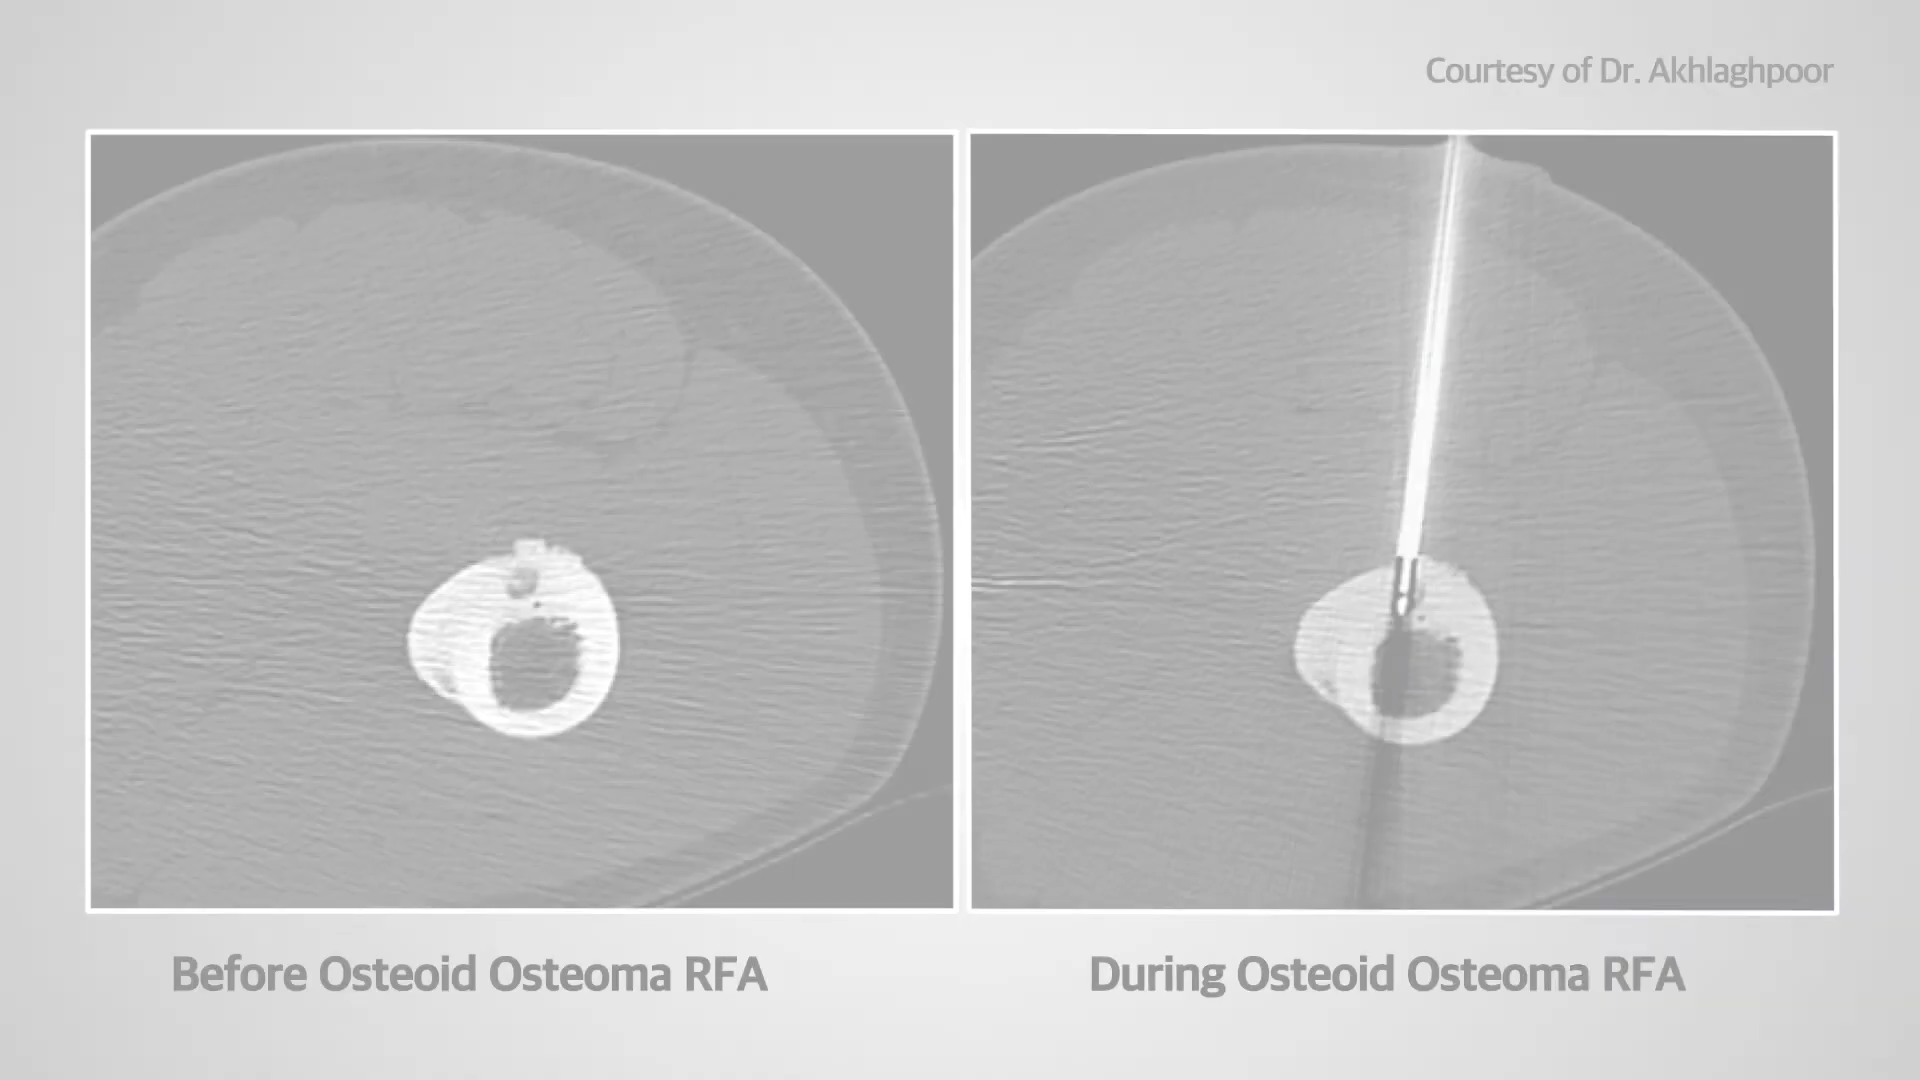 Courtesy of Dr. Akhlaghpoor
Before Osteoid Osteoma RFA
During Osteoid Osteoma RFA